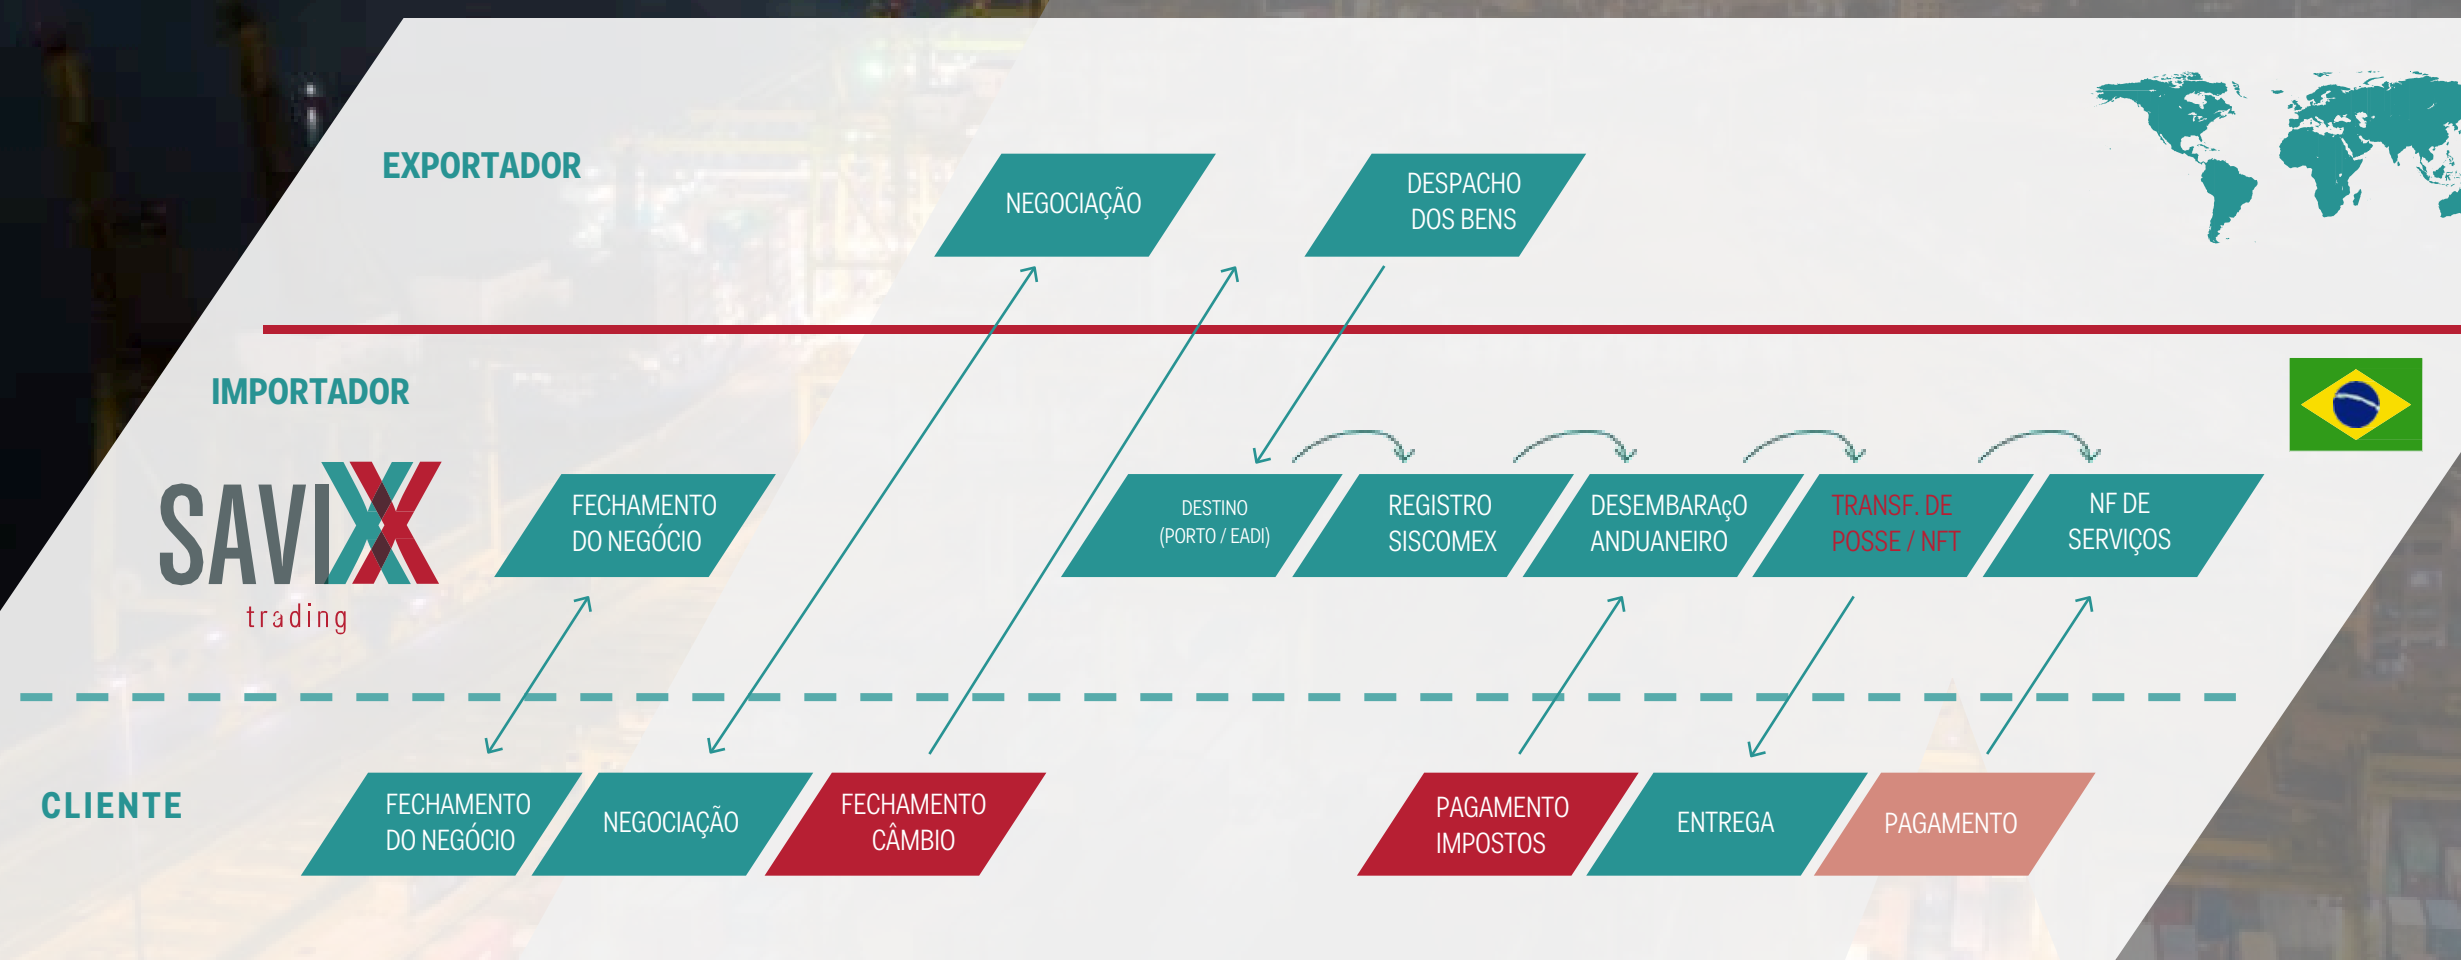 EXPORTADOR
NEGOCIAÇÃO
DESPACHO
DOS BENS
IMPORTADOR
SAVIXX
trading
FECHAMENTO
DO NEGÓCIO
DESTINO
(PORTO / EADI)
REGISTRO
SISCOMEX
DESEMBARAçO
ANDUANEIRO
TRANSF. DE
POSSE / NFT
NF DE
SERVIÇOS
CLIENTE
FECHAMENTO
DO NEGÓCIO
NEGOCIAÇÃO
FECHAMENTO
CÂMBIO
PAGAMENTO
IMPOSTOS
ENTREGA
PAGAMENTO